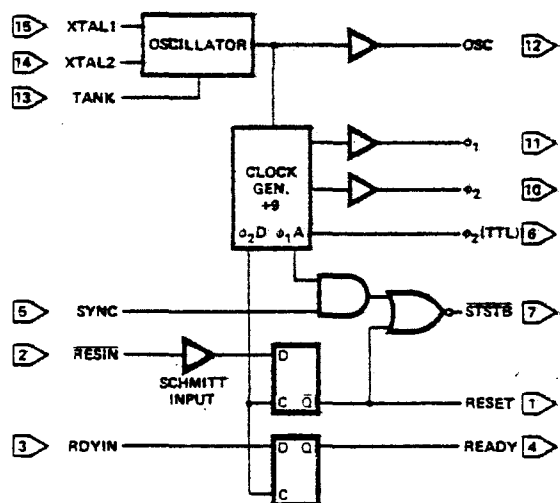 15 XTAL1
OSCILLATOR
OSC 12
14 XTAL2
13 TANK
CLOCK
GEN.
÷9
φ1 11
φ2 10
φ2D φ1A
φ2(TTL) 6
5 SYNC
STSTB 7
2 RESIN
SCHMITT
INPUT
D
C Q
RESET 1
3 RDYIN
D Q
READY 4
C